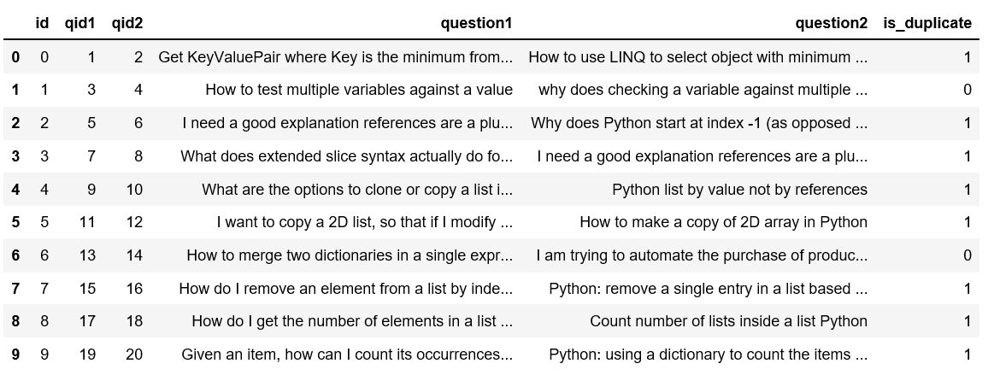 id qid1 qid2 question1 question2 is_duplicate
0 0 1 2 Get KeyValuePair where Key is the minimum from... How to use LINQ to select object with minimum ... 1
1 1 3 4 How to test multiple variables against a value why does checking a variable against multiple ... 0
2 2 5 6 I need a good explanation references are a plu... Why does Python start at index -1 (as opposed ... 1
3 3 7 8 What does extended slice syntax actually do fo... I need a good explanation references are a plu... 1
4 4 9 10 What are the options to clone or copy a list i... Python list by value not by references 1
5 5 11 12 I want to copy a 2D list, so that if I modify ... How to make a copy of 2D array in Python 1
6 6 13 14 How to merge two dictionaries in a single expr... I am trying to automate the purchase of produc... 0
7 7 15 16 How do I remove an element from a list by inde... Python: remove a single entry in a list based ... 1
8 8 17 18 How do I get the number of elements in a list ... Count number of lists inside a list Python 1
9 9 19 20 Given an item, how can I count its occurrences... Python: using a dictionary to count the items ... 1